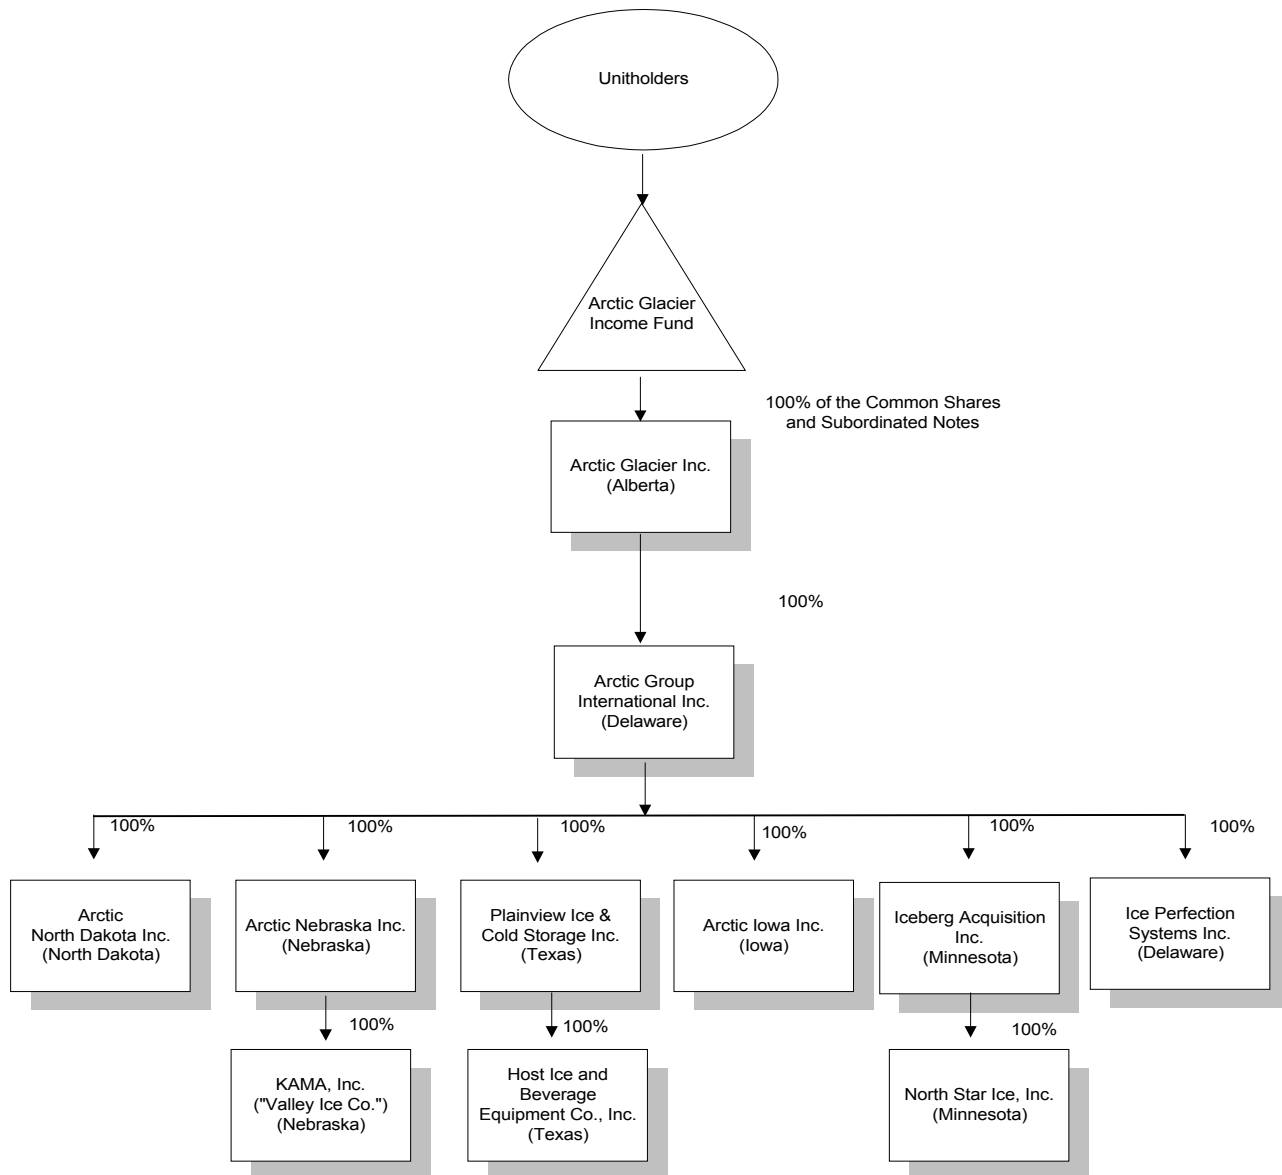 Unitholders
Arctic Glacier
Income Fund
100% of the Common Shares
and Subordinated Notes
Arctic Glacier Inc.
(Alberta)
100%
Arctic Group
International Inc.
(Delaware)
100%
100%
100%
100%
100%
100%
Arctic
North Dakota Inc.
(North Dakota)
Arctic Nebraska Inc.
(Nebraska)
Plainview Ice &
Cold Storage Inc.
(Texas)
Arctic Iowa Inc.
(Iowa)
Iceberg Acquisition
Inc.
(Minnesota)
Ice Perfection
Systems Inc.
(Delaware)
100%
100%
100%
KAMA, Inc.
("Valley Ice Co.")
(Nebraska)
Host Ice and
Beverage
Equipment Co., Inc.
(Texas)
North Star Ice, Inc.
(Minnesota)